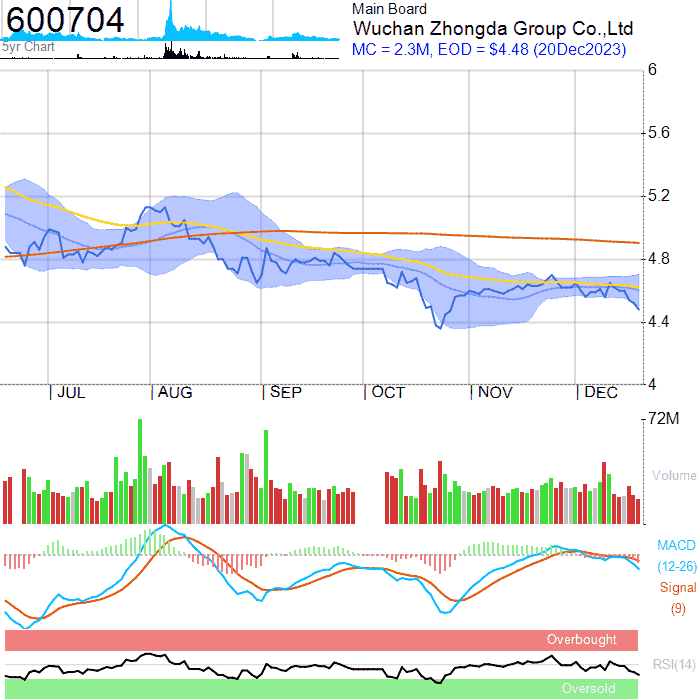 600704
5yr Chart
Main Board
Wuchan Zhongda Group Co.,Ltd
MC = 2.3M, EOD = $4.48 (20Dec2023)
6
5.6
5.2
4.8
4.4
4
JUL AUG SEP OCT NOV DEC
72M
Volume
MACD
(12-26)
Signal
(9)
Overbought
RSI(14)
Oversold